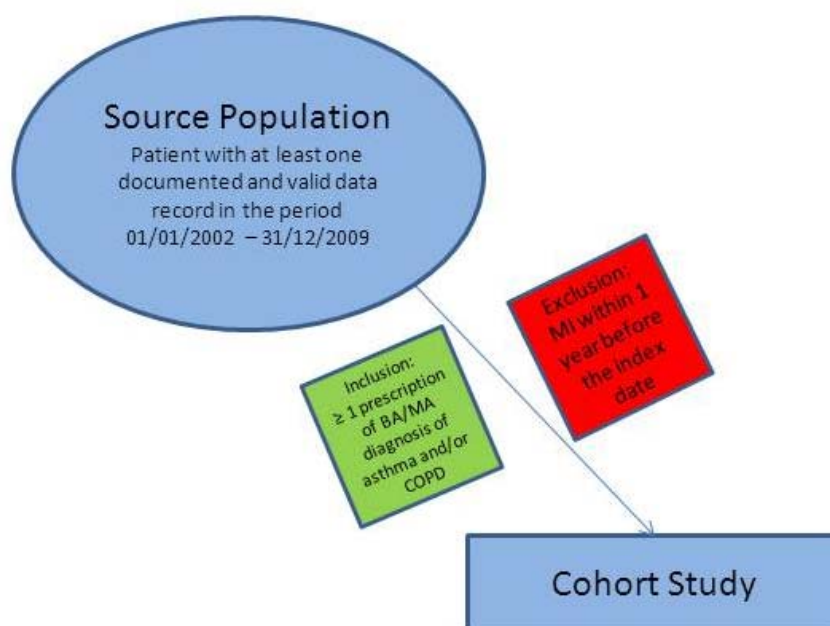 Source Population
Patient with at least one
documented and valid data
record in the period
01/01/2002 – 31/12/2009
Exclusion:
MI within 1
year before
the index
date
Inclusion:
≥ 1 prescription
of BA/MA
diagnosis of
asthma and/or
COPD
Cohort Study